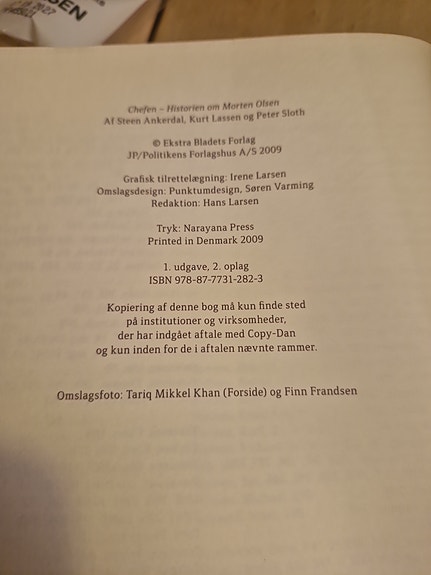 Chefen – Historien om Morten Olsen
Af Steen Ankerdal, Kurt Lassen og Peter Sloth
© Ekstra Bladets Forlag
JP/Politikens Forlagshus A/S 2009
Grafisk tilrettelægning: Irene Larsen
Omslagsdesign: Punktumdesign, Søren Varming
Redaktion: Hans Larsen
Tryk: Narayana Press
Printed in Denmark 2009
1. udgave, 2. oplag
ISBN 978-87-7731-282-3
Kopiering af denne bog må kun finde sted
på institutioner og virksomheder,
der har indgået aftale med Copy-Dan
og kun inden for de i aftalen nævnte rammer.
Omslagsfoto: Tariq Mikkel Khan (Forside) og Finn Frandsen